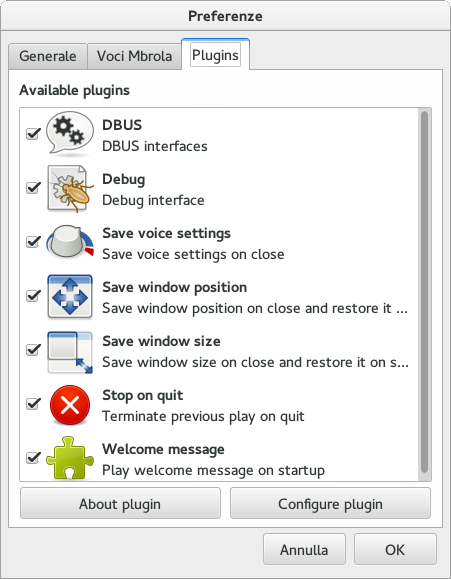 Preferenze
Generale Voci Mbrola Plugins
Available plugins
DBUS
DBUS interfaces
Debug
Debug interface
Save voice settings
Save voice settings on close
Save window position
Save window position on close and restore it ...
Save window size
Save window size on close and restore it on s...
Stop on quit
Terminate previous play on quit
Welcome message
Play welcome message on startup
About plugin Configure plugin
Annulla OK